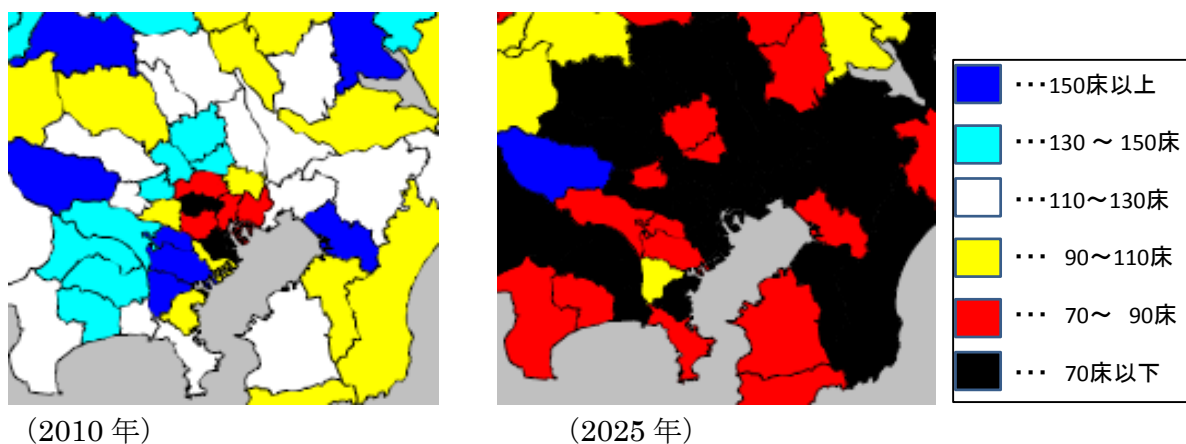 ・・・150床以上
・・・130 ～ 150床
・・・110～130床
・・・ 90～110床
・・・ 70～ 90床
・・・ 70床以下
（2010 年）
（2025 年）